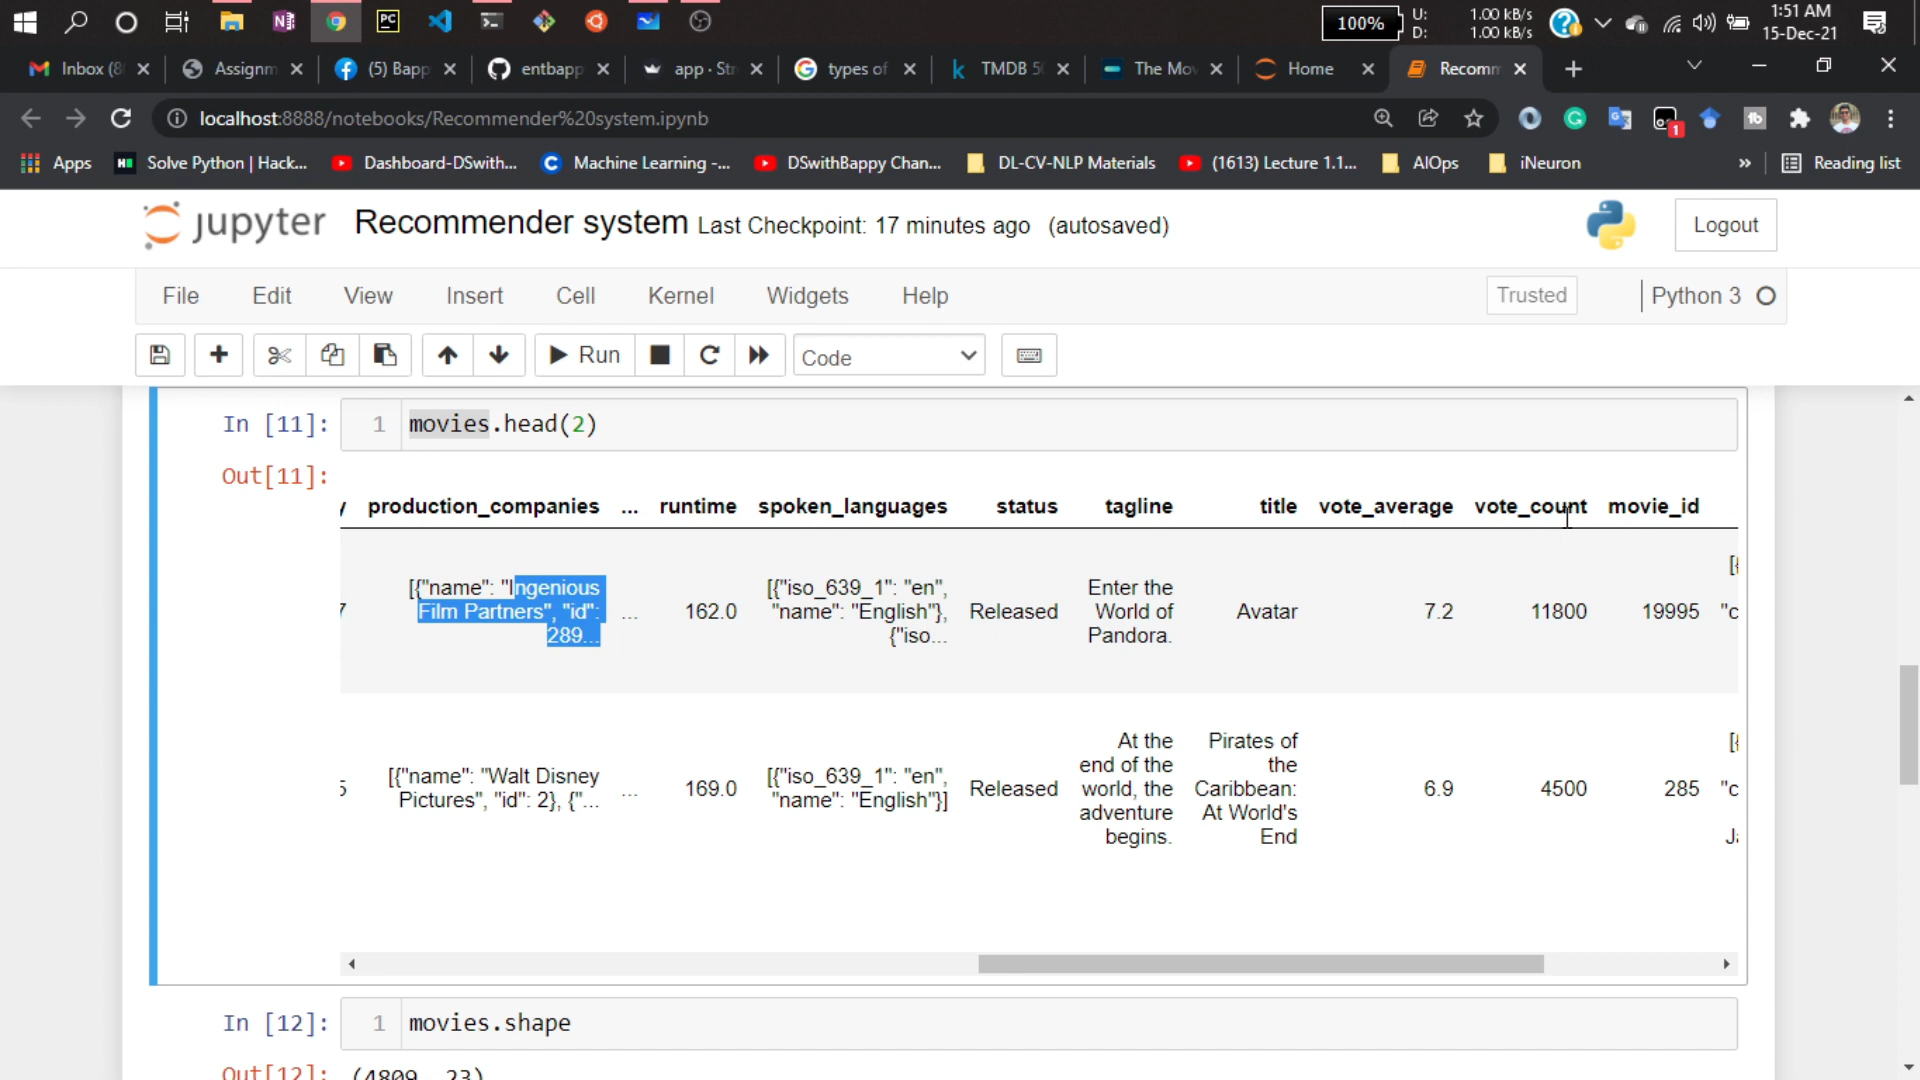 100% U: 1.00 kB/s 1:51 AM
D: 1.00 kB/s 15-Dec-21
Inbox (8 Assignm (5) Bapp entbapp app · Str types of TMDB 5 The Mov Home Recomm
localhost:8888/notebooks/Recommender%20system.ipynb
1
Apps Solve Python | Hack... Dashboard-DSwith... Machine Learning -... DSwithBappy Chan... DL-CV-NLP Materials (1613) Lecture 1.1... AIOps iNeuron » Reading list
jupyter Recommender system Last Checkpoint: 17 minutes ago (autosaved) Logout
File Edit View Insert Cell Kernel Widgets Help Trusted Python 3
Run Code
In [11]: 1 movies.head(2)
Out[11]:
y production_companies ... runtime spoken_languages status tagline title vote_average vote_count movie_id
[{"name": "Ingenious [{"iso_639_1": "en", Enter the
7 Film Partners", "id": ... 162.0 "name": "English"}, Released World of Avatar 7.2 11800 19995 "c
289... {"iso... Pandora.
At the Pirates of
[{"name": "Walt Disney [{"iso_639_1": "en", end of the the
5 Pictures", "id": 2}, {"... ... 169.0 "name": "English"}] Released world, the Caribbean: 6.9 4500 285 "c
adventure At World's
begins. End
In [12]: 1 movies.shape
Out[12]: (4809, 23)